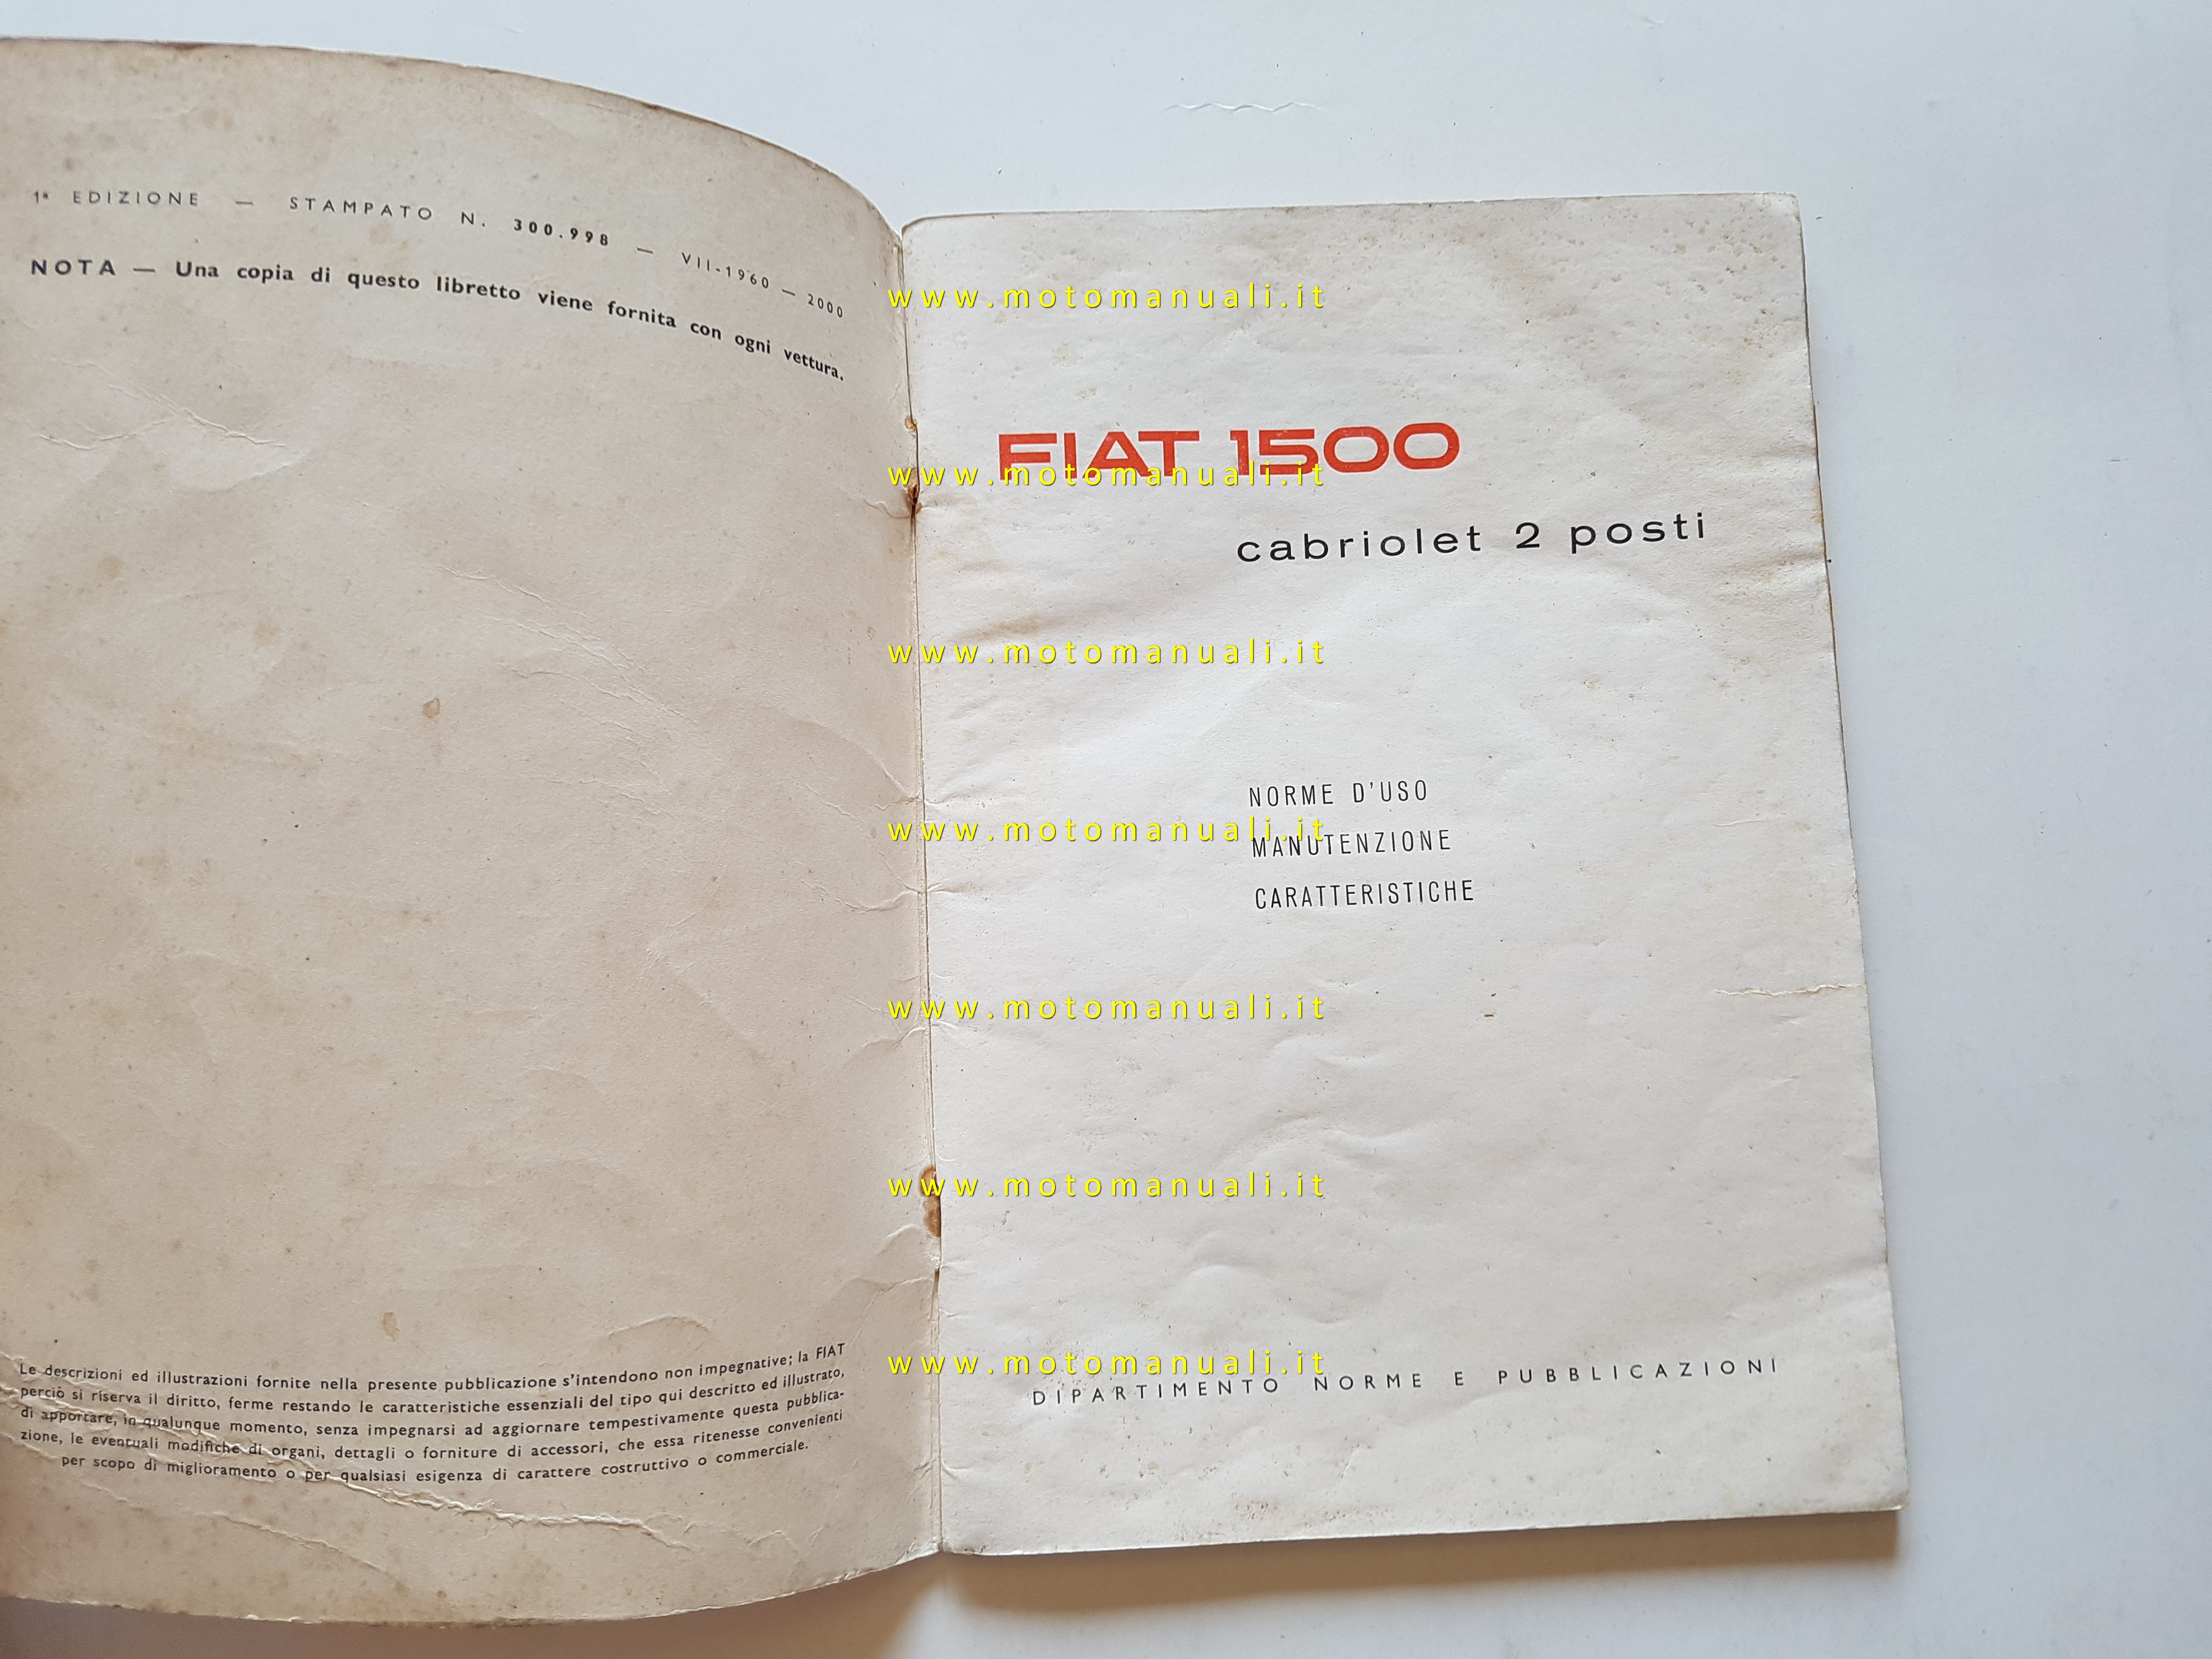 1ª EDIZIONE — STAMPATO N. 300.998 — VII-1960 — 2000
NOTA — Una copia di questo libretto viene fornita con ogni vettura.
Le descrizioni ed illustrazioni fornite nella presente pubblicazione s'intendono non impegnative; la FIAT
perciò si riserva il diritto, ferme restando le caratteristiche essenziali del tipo qui descritto ed illustrato,
di apportare, in qualunque momento, senza impegnarsi ad aggiornare tempestivamente questa pubblica-
zione, le eventuali modifiche di organi, dettagli o forniture di accessori, che essa ritenesse convenienti
per scopo di miglioramento o per qualsiasi esigenza di carattere costruttivo o commerciale.
www.motomanuali.it
FIAT 1500
www.motomanuali.it
cabriolet 2 posti
www.motomanuali.it
NORME D'USO
www.motomanuali.it
MANUTENZIONE
CARATTERISTICHE
www.motomanuali.it
www.motomanuali.it
www.motomanuali.it
DIPARTIMENTO NORME E PUBBLICAZIONI